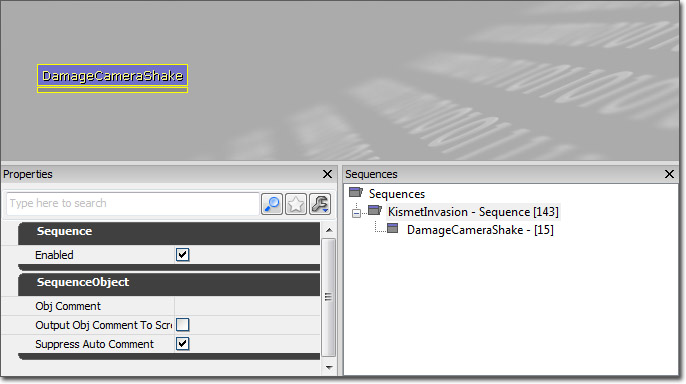 DamageCameraShake
Properties
Type here to search
Sequence
Enabled
SequenceObject
Obj Comment
Output Obj Comment To Scre
Suppress Auto Comment
Sequences
Sequences
KismetInvasion - Sequence [143]
DamageCameraShake - [15]